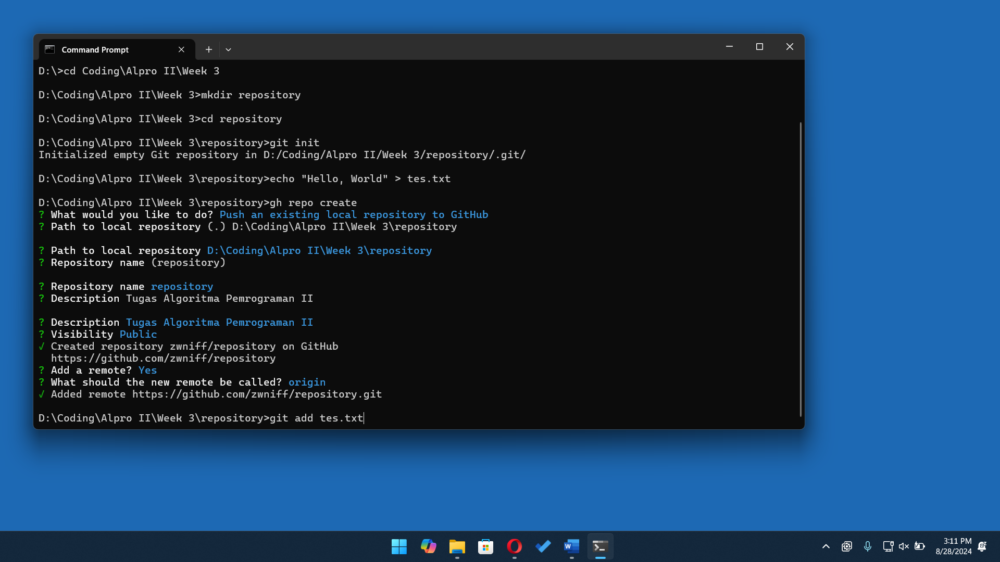 Command Prompt
D:\>cd Coding\Alpro II\Week 3
D:\Coding\Alpro II\Week 3>mkdir repository
D:\Coding\Alpro II\Week 3>cd repository
D:\Coding\Alpro II\Week 3\repository>git init
Initialized empty Git repository in D:/Coding/Alpro II/Week 3/repository/.git/
D:\Coding\Alpro II\Week 3\repository>echo "Hello, World" > tes.txt
D:\Coding\Alpro II\Week 3\repository>gh repo create
? What would you like to do? Push an existing local repository to GitHub
? Path to local repository (.) D:\Coding\Alpro II\Week 3\repository
? Path to local repository D:\Coding\Alpro II\Week 3\repository
? Repository name (repository)
? Repository name repository
? Description Tugas Algoritma Pemrograman II
? Description Tugas Algoritma Pemrograman II
? Visibility Public
√ Created repository zwniff/repository on GitHub
https://github.com/zwniff/repository
? Add a remote? Yes
? What should the new remote be called? origin
√ Added remote https://github.com/zwniff/repository.git
D:\Coding\Alpro II\Week 3\repository>git add tes.txt
3:11 PM
8/28/2024